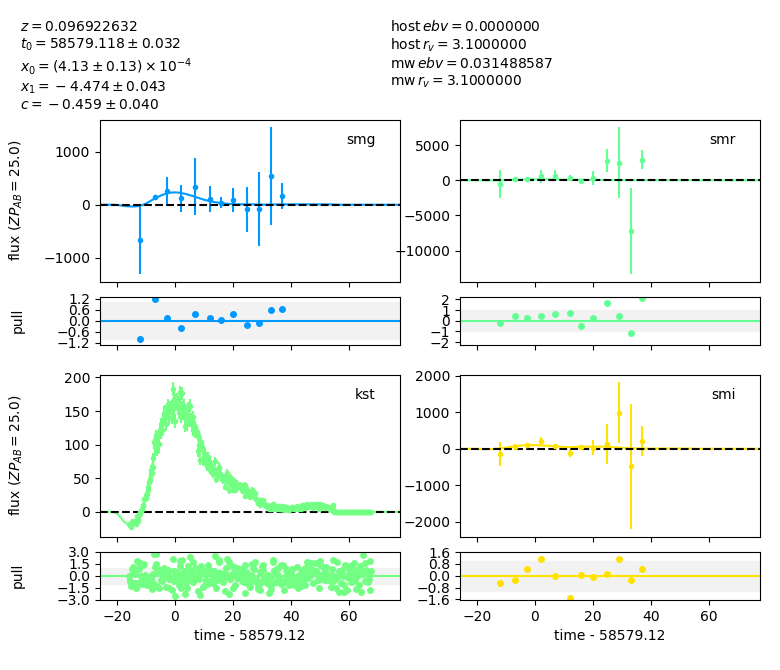 z = 0.096922632
t₀ = 58579.118 ± 0.032
x₀ = (4.13 ± 0.13) × 10⁻⁴
x₁ = −4.474 ± 0.043
c = −0.459 ± 0.040
host ebv = 0.0000000
host r_v = 3.1000000
mw ebv = 0.031488587
mw r_v = 3.1000000
smg
flux (ZP_AB = 25.0)
1000
0
−1000
smr
5000
0
−5000
−10000
pull
1.2
0.6
0.0
−0.6
−1.2
2
1
0
−1
−2
kst
flux (ZP_AB = 25.0)
200
150
100
50
0
smi
2000
1000
0
−1000
−2000
pull
3.0
1.5
0.0
−1.5
−3.0
−20 0 20 40 60
time - 58579.12
1.6
0.8
0.0
−0.8
−1.6
−20 0 20 40 60
time - 58579.12